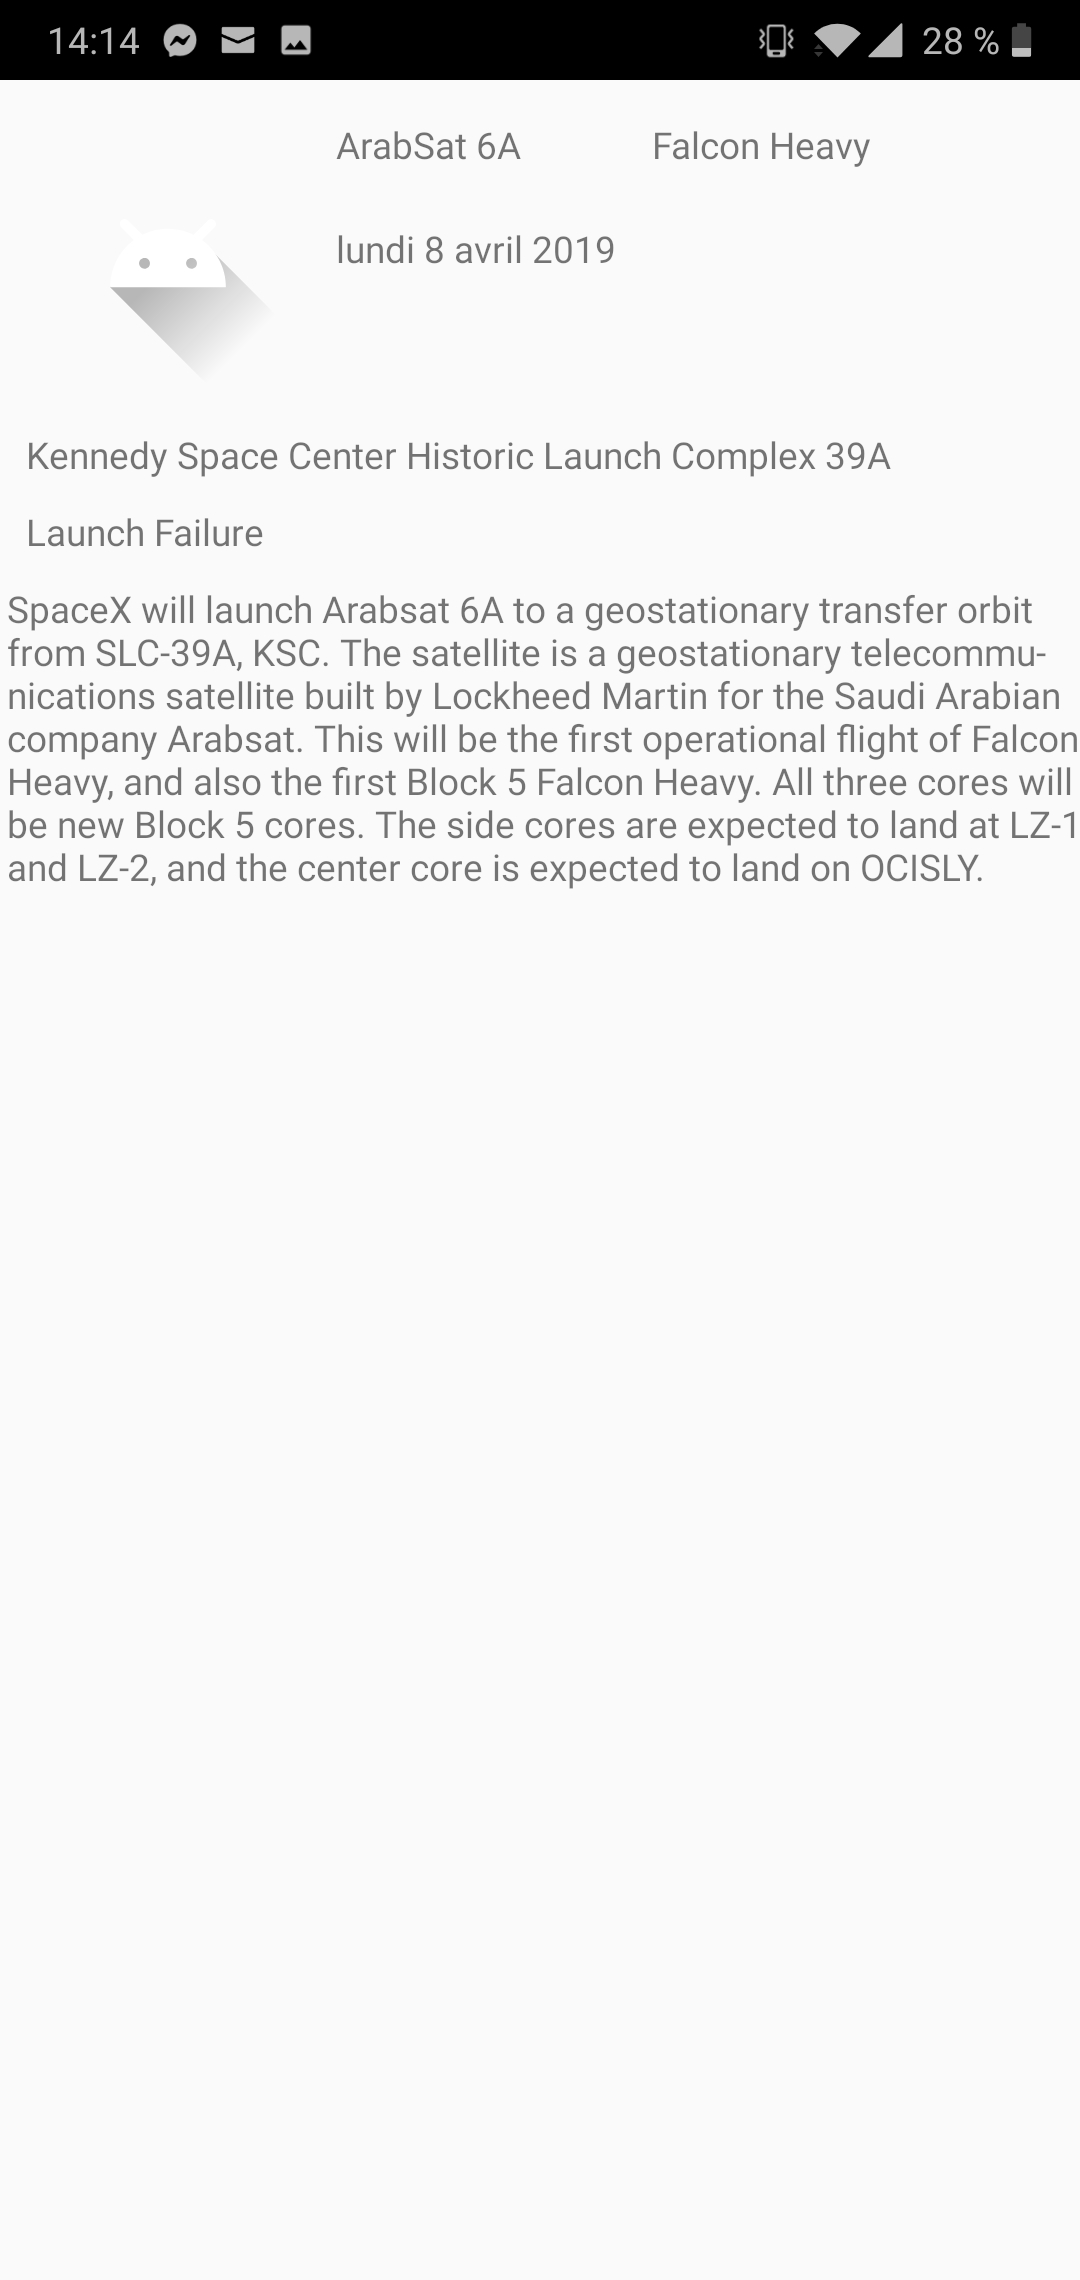 14:14 28 %
ArabSat 6A Falcon Heavy
lundi 8 avril 2019
Kennedy Space Center Historic Launch Complex 39A
Launch Failure
SpaceX will launch Arabsat 6A to a geostationary transfer orbit
from SLC-39A, KSC. The satellite is a geostationary telecommu-
nications satellite built by Lockheed Martin for the Saudi Arabian
company Arabsat. This will be the first operational flight of Falcon
Heavy, and also the first Block 5 Falcon Heavy. All three cores will
be new Block 5 cores. The side cores are expected to land at LZ-1
and LZ-2, and the center core is expected to land on OCISLY.